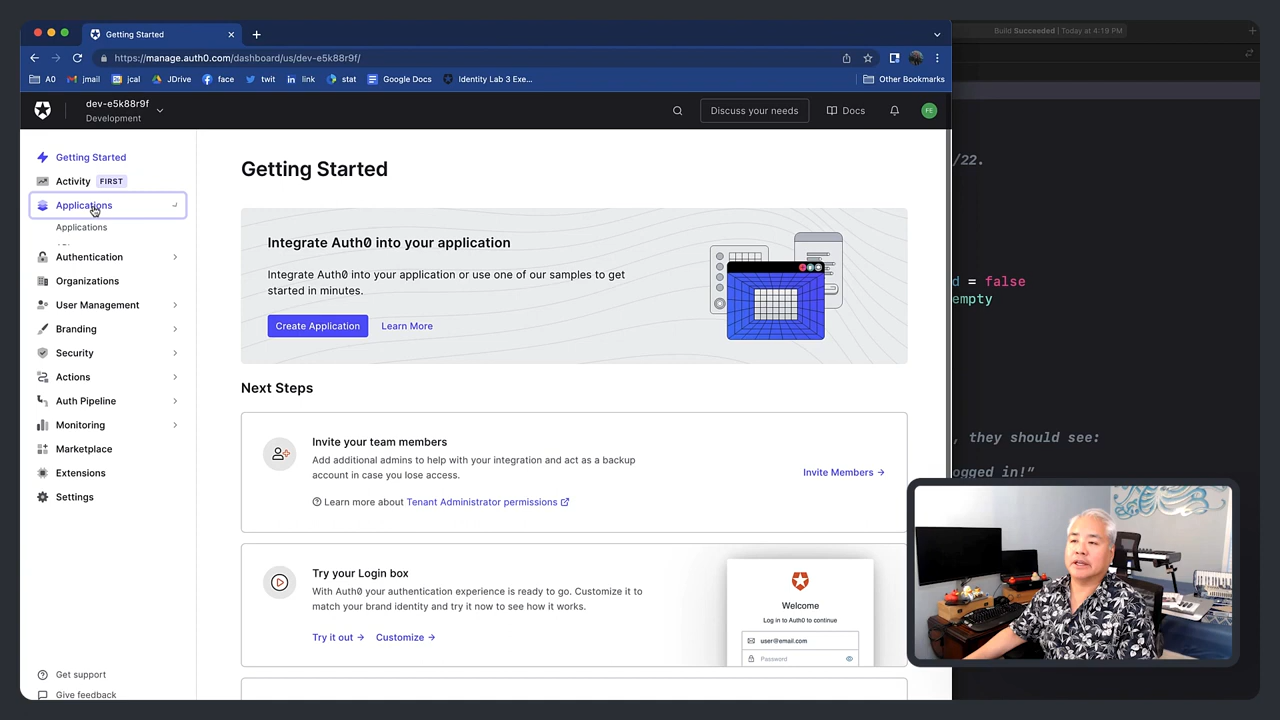 Getting Started
https://manage.auth0.com/dashboard/us/dev-e5k88r9f/
A0
jmail
jcal
JDrive
face
twit
link
stat
Google Docs
Identity Lab 3 Exe...
Other Bookmarks
Build Succeeded | Today at 4:19 PM
dev-e5k88r9f
Development
Discuss your needs
Docs
FE
Getting Started
Activity FIRST
Applications
Applications
Authentication
Organizations
User Management
Branding
Security
Actions
Auth Pipeline
Monitoring
Marketplace
Extensions
Settings
Get support
Give feedback
Getting Started
Integrate Auth0 into your application
Integrate Auth0 into your application or use one of our samples to get
started in minutes.
Create Application
Learn More
Next Steps
Invite your team members
Add additional admins to help with your integration and act as a backup
account in case you lose access.
Learn more about Tenant Administrator permissions
Invite Members →
Try your Login box
With Auth0 your authentication experience is ready to go. Customize it to
match your brand identity and try it now to see how it works.
Try it out →
Customize →
Welcome
Log in to Auth0 to continue
user@email.com
Password
/22.
d = false
empty
, they should see:
ogged in!”